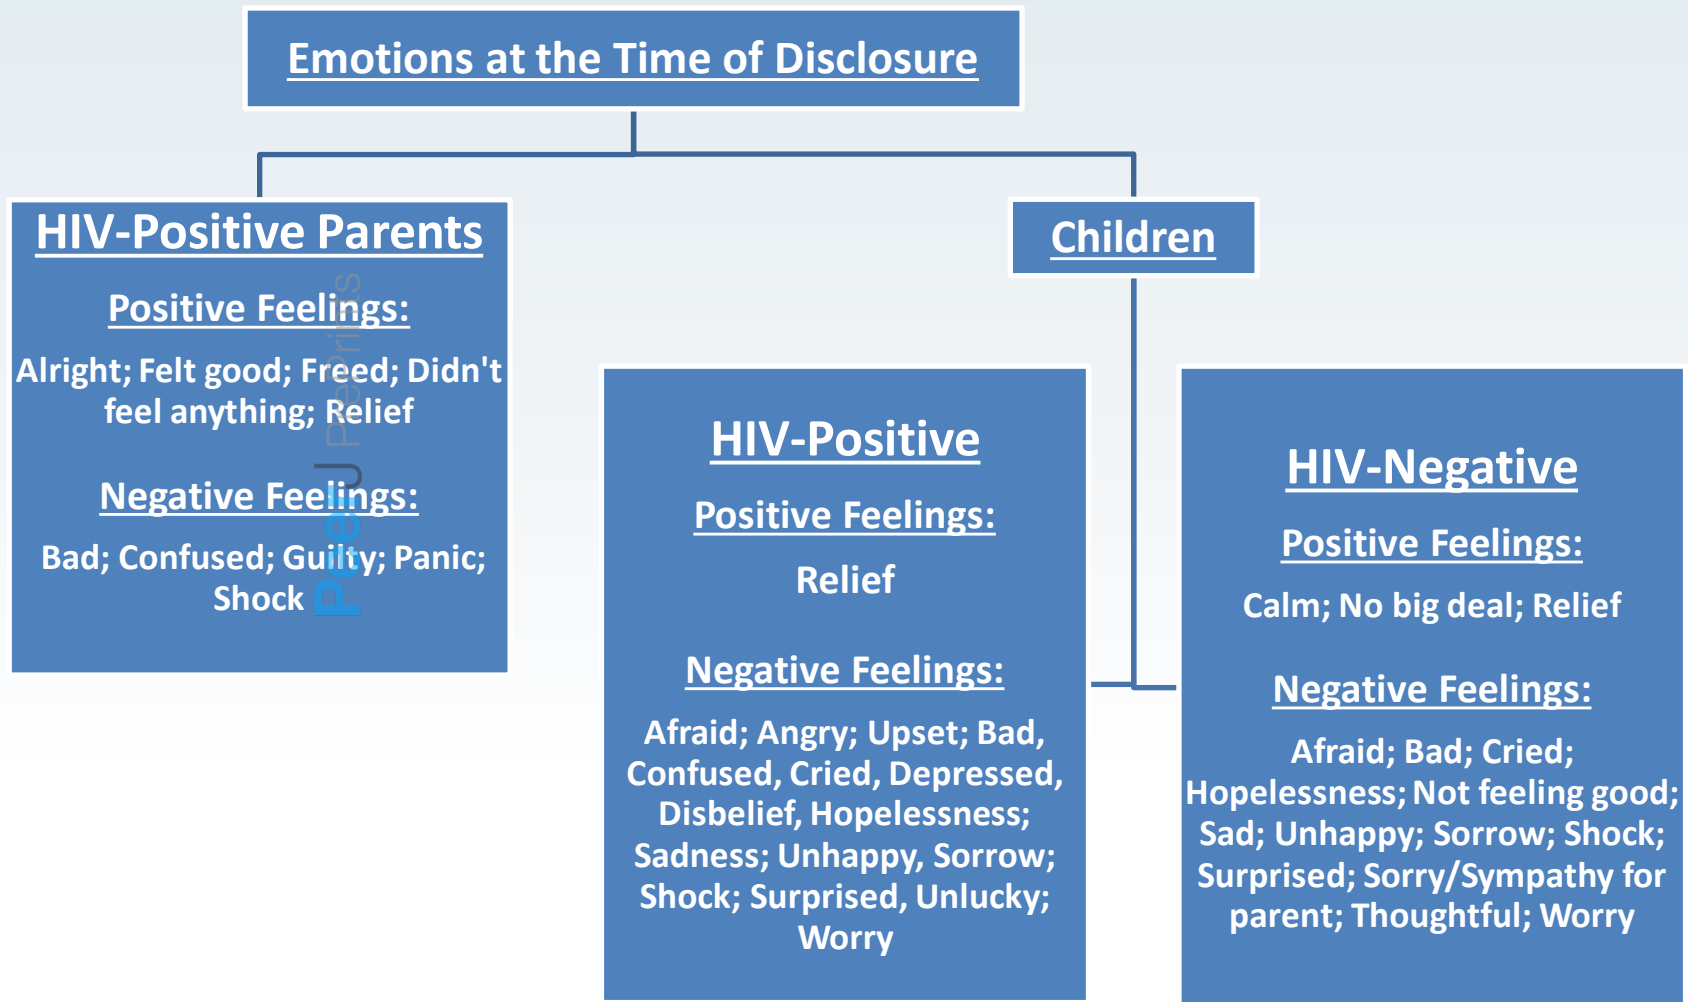 Emotions at the Time of Disclosure
HIV-Positive Parents
Positive Feelings:
Alright; Felt good; Freed; Didn't
feel anything; Relief
Negative Feelings:
Bad; Confused; Guilty; Panic;
Shock
PeerJ PrePrints
Children
HIV-Positive
Positive Feelings:
Relief
Negative Feelings:
Afraid; Angry; Upset; Bad,
Confused, Cried, Depressed,
Disbelief, Hopelessness;
Sadness; Unhappy, Sorrow;
Shock; Surprised, Unlucky;
Worry
HIV-Negative
Positive Feelings:
Calm; No big deal; Relief
Negative Feelings:
Afraid; Bad; Cried;
Hopelessness; Not feeling good;
Sad; Unhappy; Sorrow; Shock;
Surprised; Sorry/Sympathy for
parent; Thoughtful; Worry